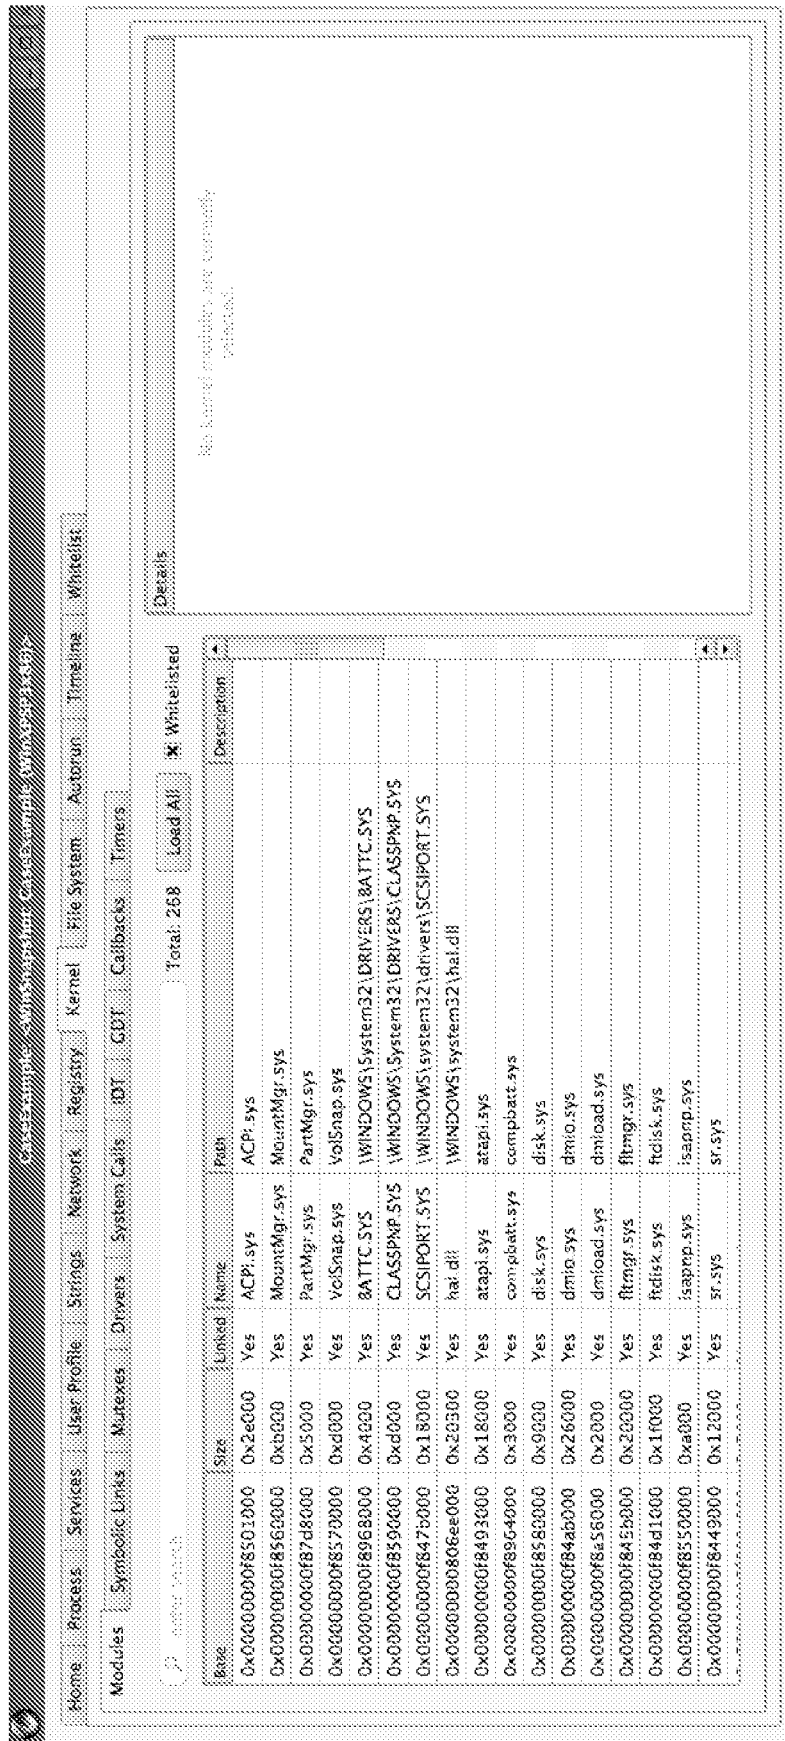 Home Process Services User Profile Strings Network Registry Kernel File System Autorun Timeline Whitelist
Modules Symbolic Links Mutexes Drivers System Calls IDT GDT Callbacks Timers
Total: 268 Load All Whitelisted
Details
No kernel modules are currently
selected.
Base Size Linked Name Path Description
0x00000000f8501000 0x2e000 Yes ACPI.sys ACPI.sys
0x00000000f8560000 0xb000 Yes MountMgr.sys MountMgr.sys
0x00000000f87d8000 0x5000 Yes PartMgr.sys PartMgr.sys
0x00000000f8570000 0xd000 Yes VolSnap.sys VolSnap.sys
0x00000000f8968000 0x4000 Yes BATTC.SYS \WINDOWS\System32\DRIVERS\BATTC.SYS
0x00000000f8590000 0xd000 Yes CLASSPNP.SYS \WINDOWS\System32\DRIVERS\CLASSPNP.SYS
0x00000000f847b000 0x18000 Yes SCSIPORT.SYS \WINDOWS\system32\drivers\SCSIPORT.SYS
0x00000000806ee000 0x20300 Yes hal.dll \WINDOWS\system32\hal.dll
0x00000000f8493000 0x18000 Yes atapi.sys atapi.sys
0x00000000f8964000 0x3000 Yes compbatt.sys compbatt.sys
0x00000000f8580000 0x9000 Yes disk.sys disk.sys
0x00000000f84ab000 0x26000 Yes dmio.sys dmio.sys
0x00000000f8a56000 0x2000 Yes dmload.sys dmload.sys
0x00000000f845b000 0x20000 Yes fltmgr.sys fltmgr.sys
0x00000000f84d1000 0x1f000 Yes ftdisk.sys ftdisk.sys
0x00000000f8550000 0xa000 Yes isapnp.sys isapnp.sys
0x00000000f8449000 0x12000 Yes sr.sys sr.sys